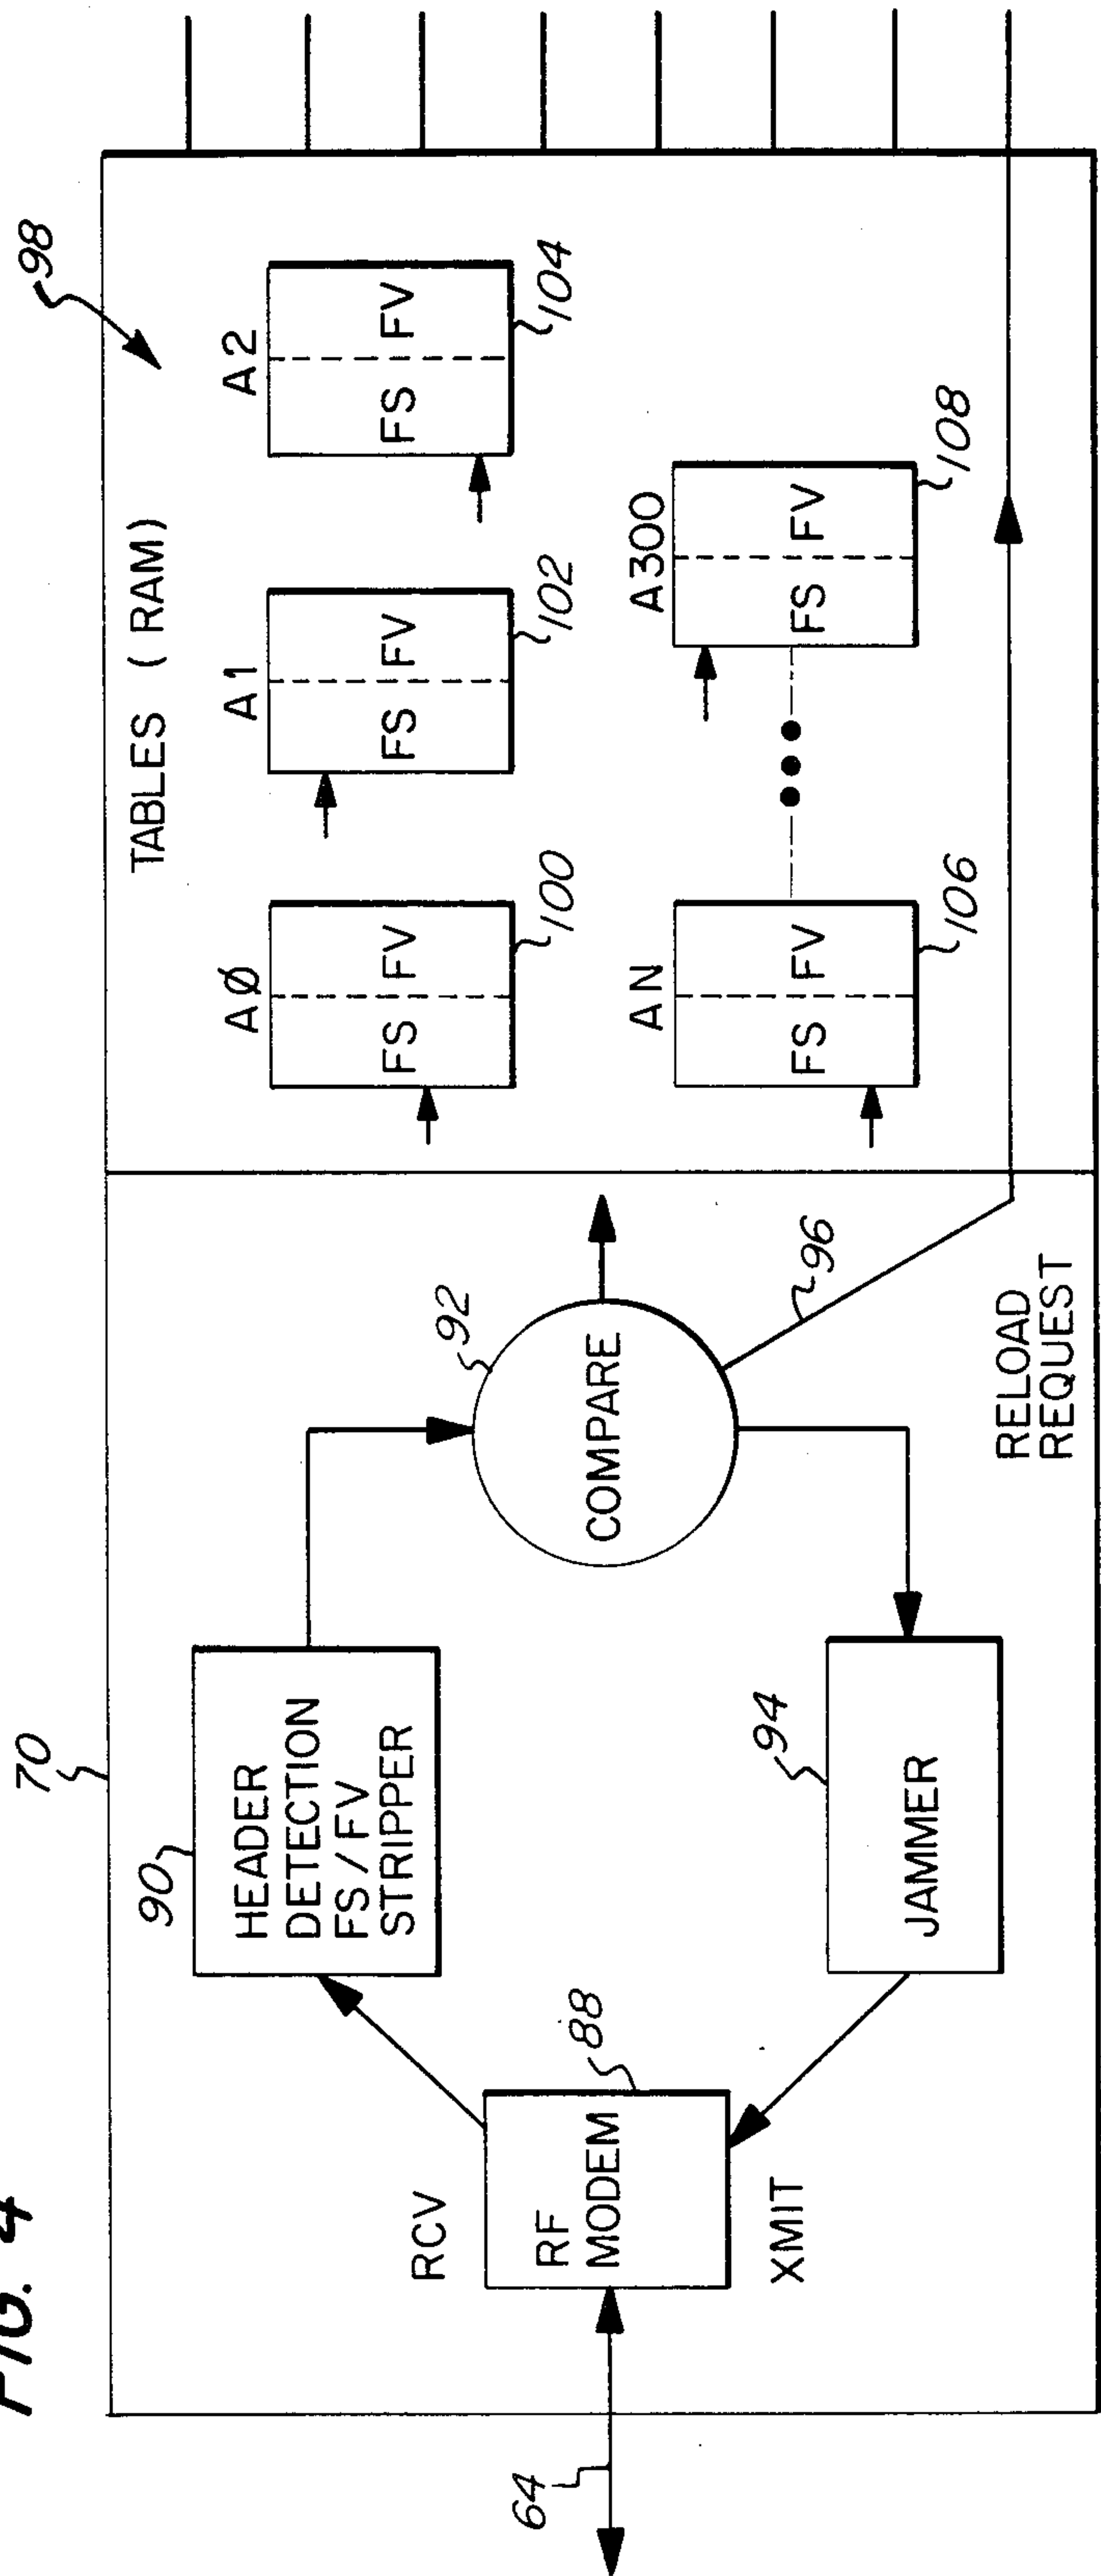 FIG. 4
70
98
TABLES (RAM)
90
HEADER
DETECTION
FS/FV
STRIPPER
92
COMPARE
RCV
RF
MODEM
88
XMIT
64
94
JAMMER
96
RELOAD
REQUEST
AØ
FS FV
100
A1
FS FV
102
A2
FS FV
104
AN
FS FV
106
A300
FS FV
108